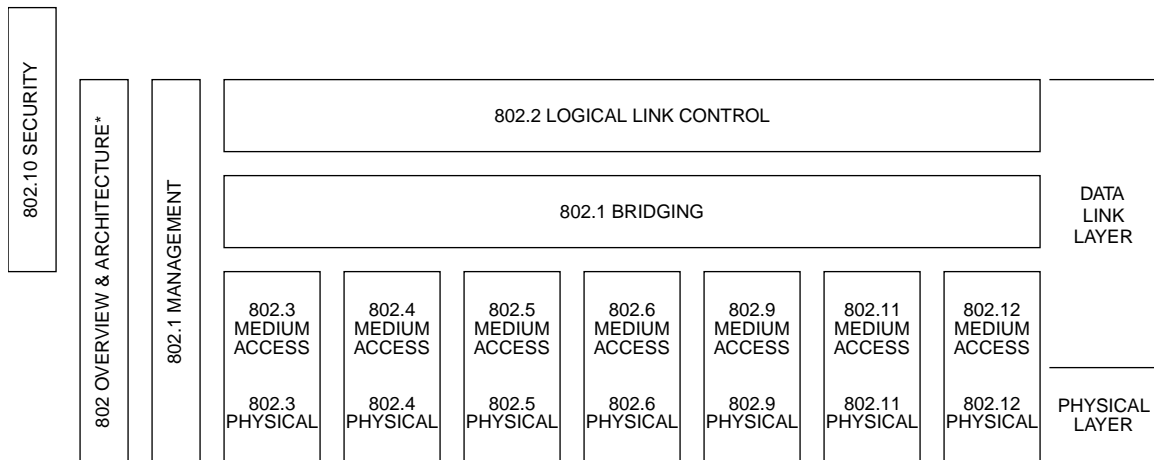 802.10 SECURITY
802 OVERVIEW & ARCHITECTURE*
802.1 MANAGEMENT
802.2 LOGICAL LINK CONTROL
802.1 BRIDGING
DATA
LINK
LAYER
802.3
MEDIUM
ACCESS
802.4
MEDIUM
ACCESS
802.5
MEDIUM
ACCESS
802.6
MEDIUM
ACCESS
802.9
MEDIUM
ACCESS
802.11
MEDIUM
ACCESS
802.12
MEDIUM
ACCESS
802.3
PHYSICAL
802.4
PHYSICAL
802.5
PHYSICAL
802.6
PHYSICAL
802.9
PHYSICAL
802.11
PHYSICAL
802.12
PHYSICAL
PHYSICAL
LAYER